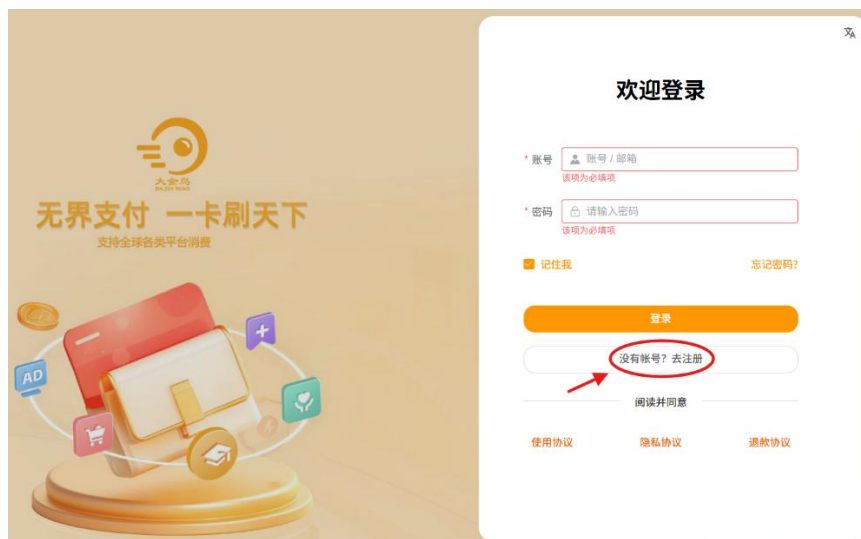 大金鸟
DA JIN NIAO
无界支付 一卡刷天下
支持全球各类平台消费
AD
欢迎登录
* 账号
账号 / 邮箱
该项为必填项
* 密码
请输入密码
该项为必填项
记住我
忘记密码?
登录
没有帐号？去注册
阅读并同意
使用协议
隐私协议
退款协议